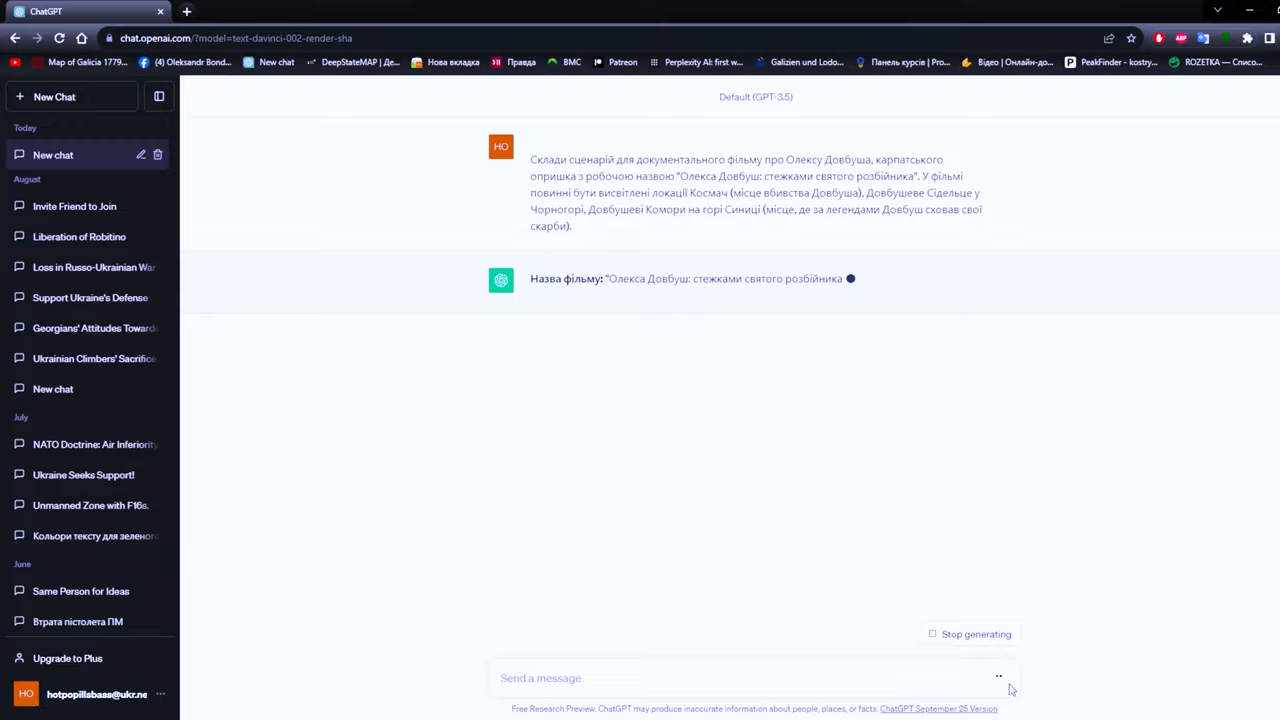 ChatGPT
chat.openai.com/?model=text-davinci-002-render-sha
Map of Galicia 1779...
(4) Oleksandr Bond...
New chat
DeepStateMAP | Де...
Нова вкладка
Правда
BMC
Patreon
Perplexity AI: first w...
Galizien und Lodo...
Панель курсів | Pro...
Відео | Онлайн-до...
PeakFinder - kostry...
ROZETKA — Списо...
New Chat
Default (GPT-3.5)
Today
New chat
August
Invite Friend to Join
Liberation of Robitino
Loss in Russo-Ukrainian War
Support Ukraine's Defense
Georgians' Attitudes Toward
Ukrainian Climbers' Sacrifice
New chat
July
NATO Doctrine: Air Inferiority
Ukraine Seeks Support!
Unmanned Zone with F16s.
Кольори тексту для зеленог
June
Same Person for Ideas
Втрата пістолета ПМ
Upgrade to Plus
HO
hotpopillsbass@ukr.ne ...
HO
Склади сценарій для документального фільму про Олексу Довбуша, карпатського
опришка з робочою назвою "Олекса Довбуш: стежками святого розбійника". У фільмі
повинні бути висвітлені локації Космач (місце вбивства Довбуша), Довбушеве Сідельце у
Чорногорі, Довбушеві Комори на горі Синиці (місце, де за легендами Довбуш сховав свої
скарби).
Назва фільму: "Олекса Довбуш: стежками святого розбійника
Stop generating
Send a message
Free Research Preview. ChatGPT may produce inaccurate information about people, places, or facts. ChatGPT September 25 Version